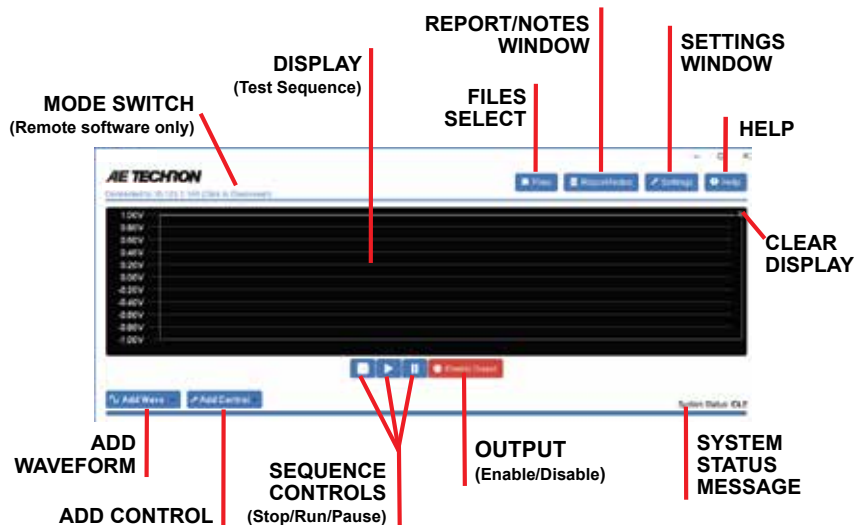 REPORT/NOTES
WINDOW
SETTINGS
WINDOW
DISPLAY
(Test Sequence)
FILES
SELECT
MODE SWITCH
(Remote software only)
HELP
AE TECHRON
Files
Report/Notes
Settings
Help
1.00V
0.80V
0.60V
0.40V
0.20V
0.00V
-0.20V
-0.40V
-0.60V
-0.80V
-1.00V
CLEAR
DISPLAY
Enable Output
Add Wave
Add Control
System Status: IDLE
ADD
WAVEFORM
ADD CONTROL
SEQUENCE
CONTROLS
(Stop/Run/Pause)
OUTPUT
(Enable/Disable)
SYSTEM
STATUS
MESSAGE